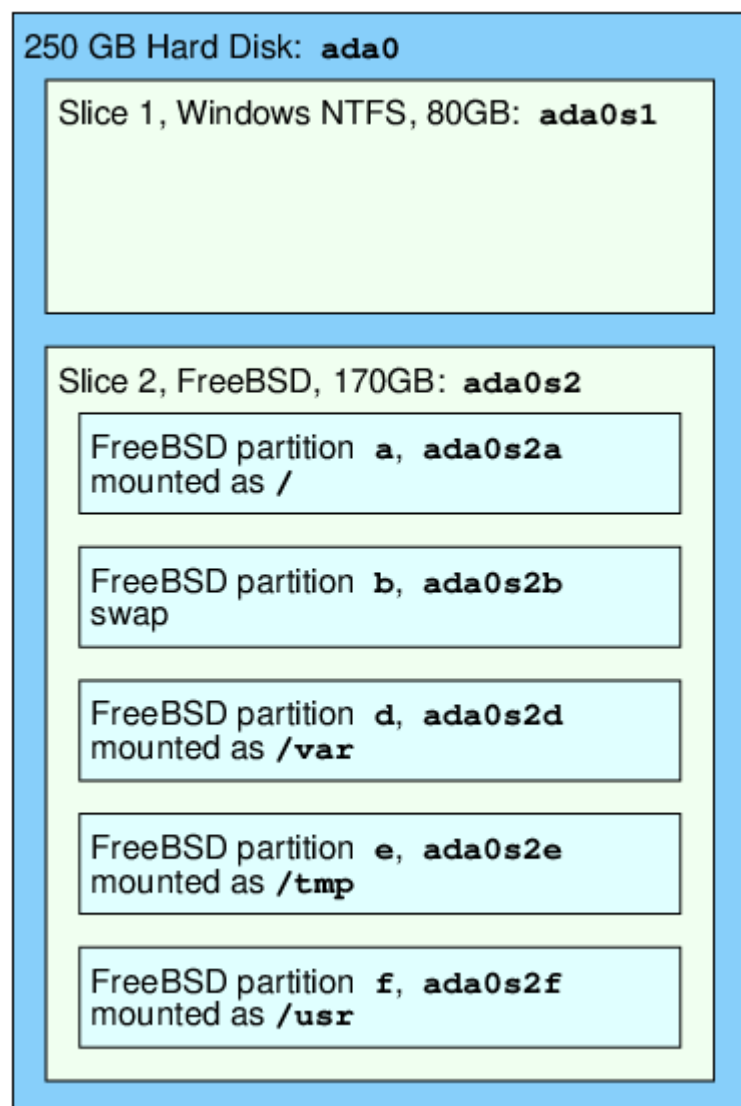 250 GB Hard Disk: ada0
Slice 1, Windows NTFS, 80GB: ada0s1
Slice 2, FreeBSD, 170GB: ada0s2
FreeBSD partition a, ada0s2a
mounted as /
FreeBSD partition b, ada0s2b
swap
FreeBSD partition d, ada0s2d
mounted as /var
FreeBSD partition e, ada0s2e
mounted as /tmp
FreeBSD partition f, ada0s2f
mounted as /usr